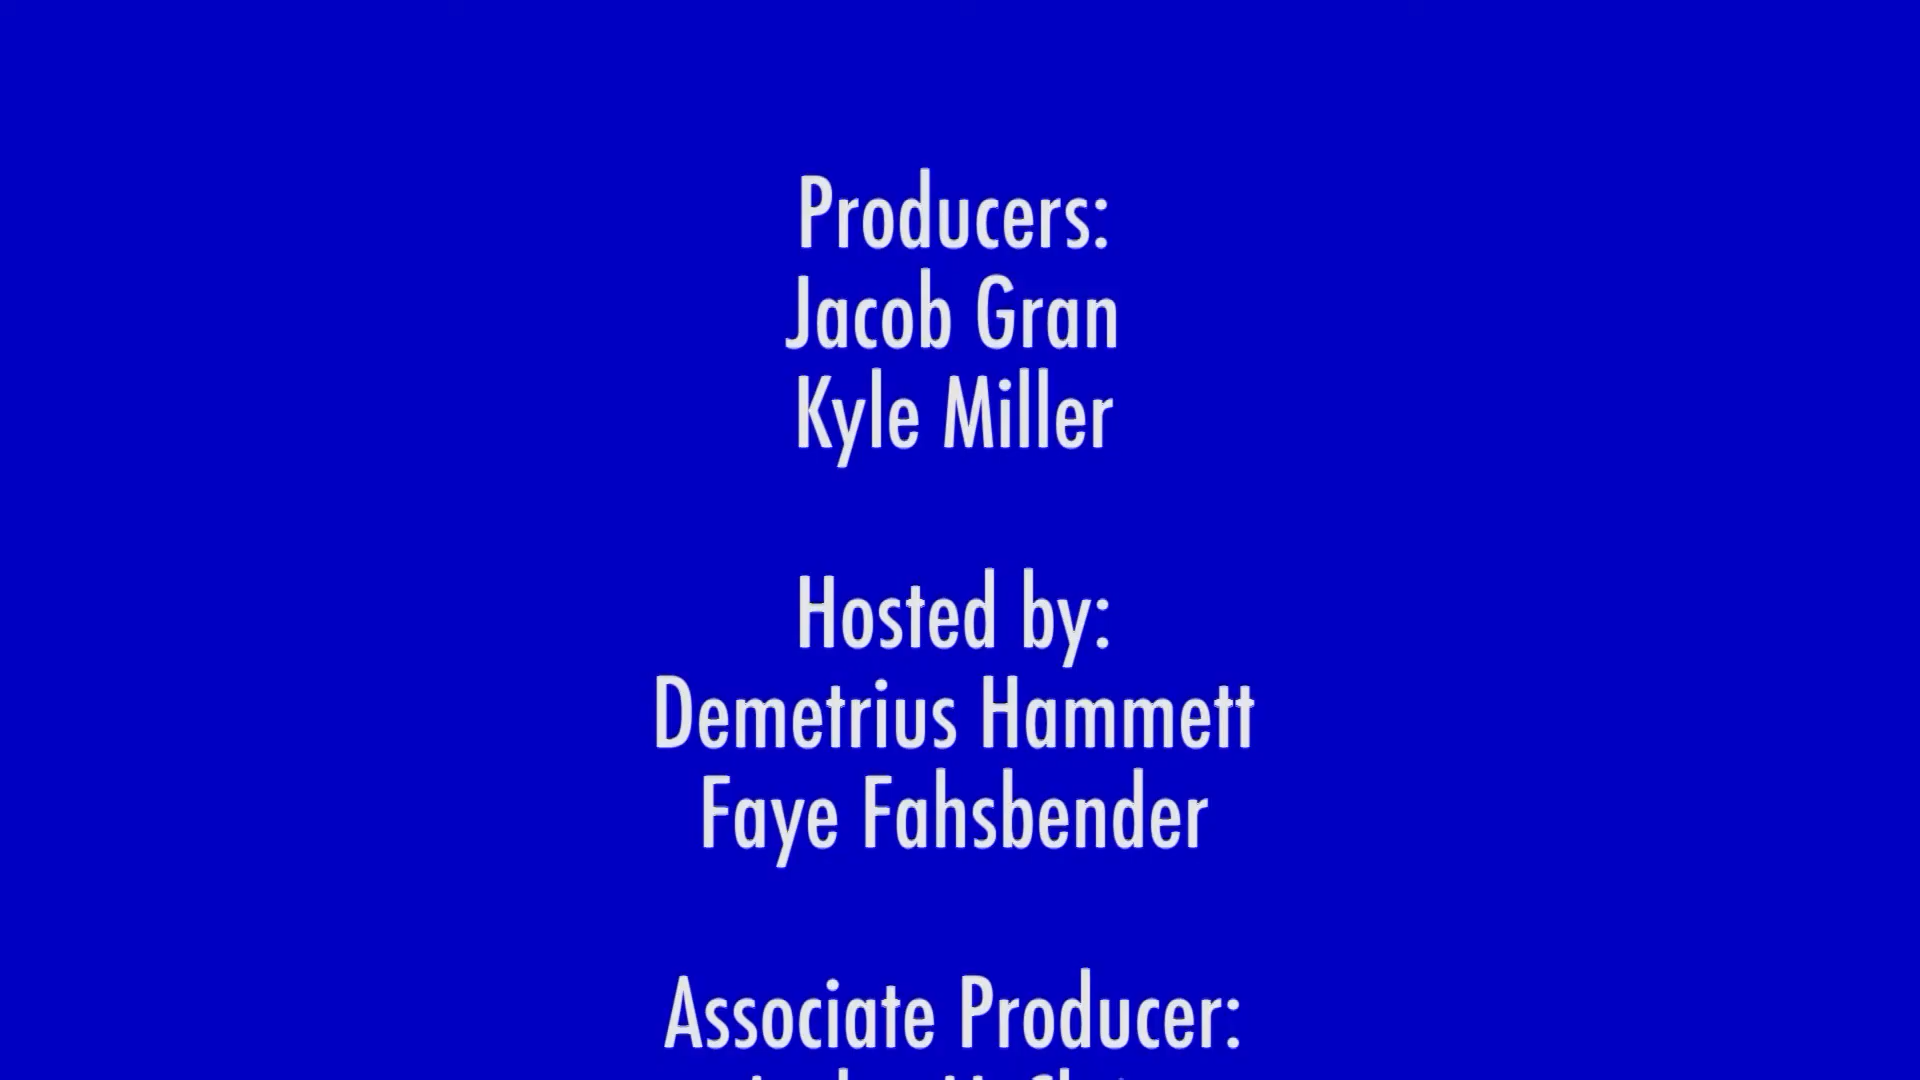 Producers:
Jacob Gran
Kyle Miller
Hosted by:
Demetrius Hammett
Faye Fahsbender
Associate Producer: